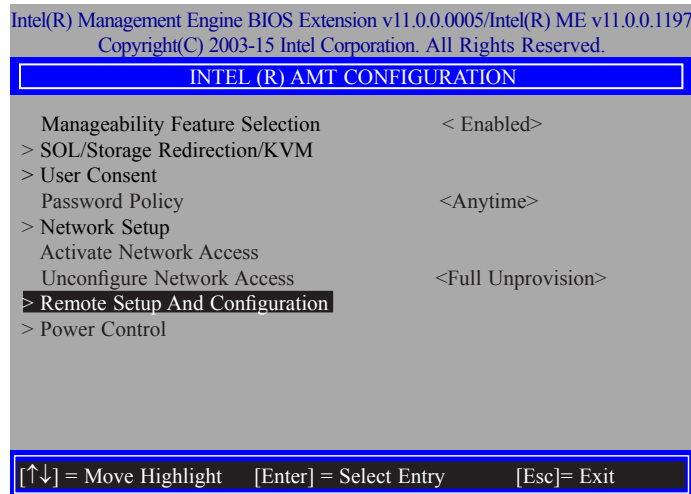 Intel(R) Management Engine BIOS Extension v11.0.0.0005/Intel(R) ME v11.0.0.1197
Copyright(C) 2003-15 Intel Corporation. All Rights Reserved.
INTEL (R) AMT CONFIGURATION
Manageability Feature Selection < Enabled>
> SOL/Storage Redirection/KVM
> User Consent
Password Policy <Anytime>
> Network Setup
Activate Network Access
Unconfigure Network Access <Full Unprovision>
> Remote Setup And Configuration
> Power Control
[↑↓] = Move Highlight [Enter] = Select Entry [Esc]= Exit